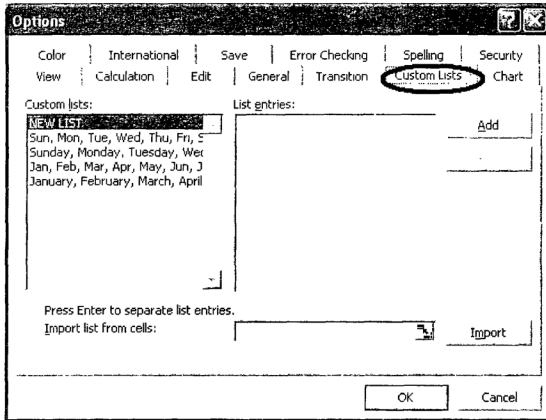 Options
Color International Save Error Checking Spelling Security
View Calculation Edit General Transition Custom Lists Chart
Custom lists: List entries:
NEW LIST
Sun, Mon, Tue, Wed, Thu, Fri, S
Sunday, Monday, Tuesday, Wed
Jan, Feb, Mar, Apr, May, Jun, J
January, February, March, April
Add
Press Enter to separate list entries.
Import list from cells: Import
OK Cancel